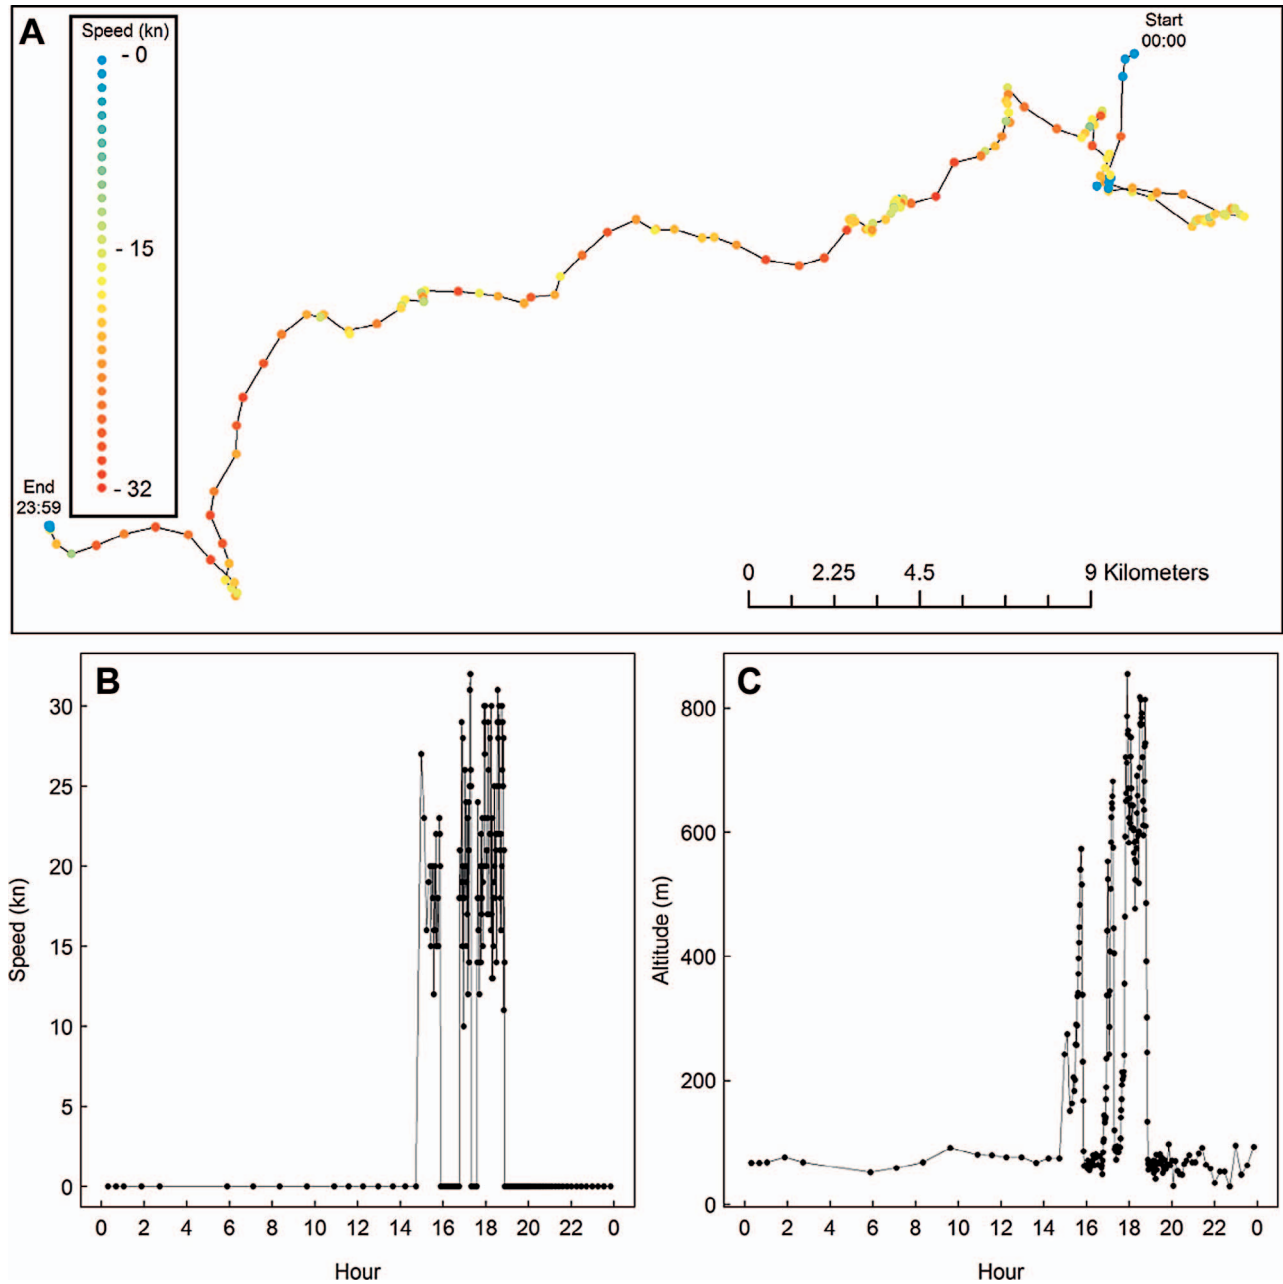 A
Speed (kn)
- 0
- 15
- 32
Start
00:00
End
23:59
0 2.25 4.5 9 Kilometers
B
30
25
20
15
10
5
0
Speed (kn)
0 2 4 6 8 10 12 14 16 18 20 22 0
Hour
C
800
600
400
200
0
Altitude (m)
0 2 4 6 8 10 12 14 16 18 20 22 0
Hour